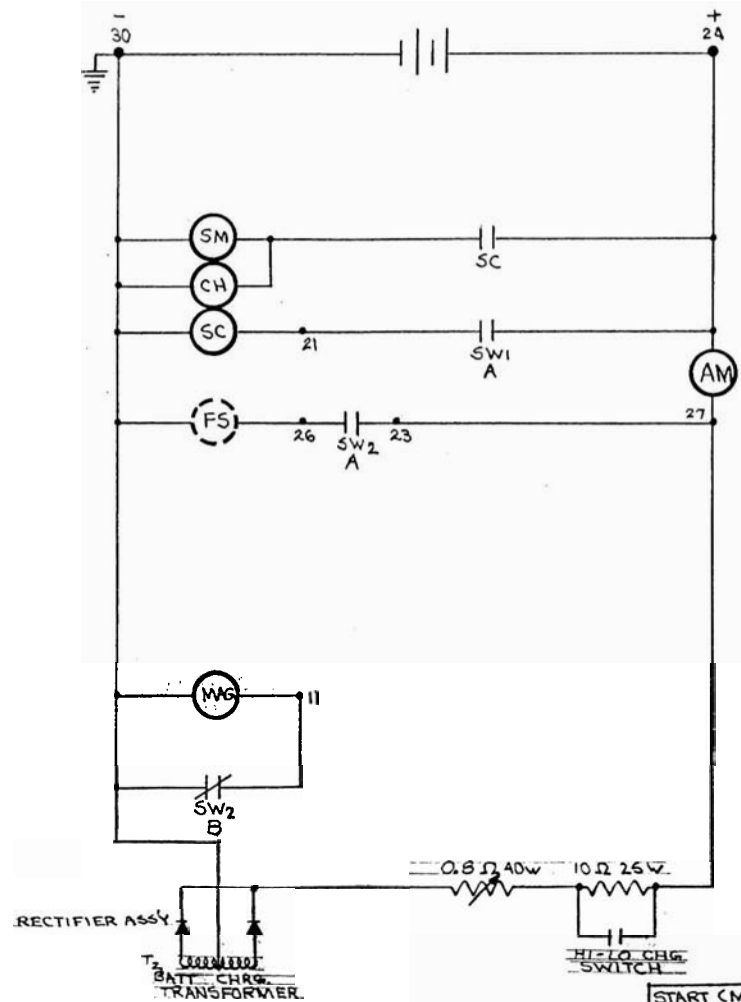 - +
30 24
SM
SC
CH
SC
21
SW1
A
AM
FS
26
SW2
A
23
27
MAG
11
SW2
B
0.8 Ω 40W 10 Ω 25W
RECTIFIER ASSY
HI-LO CHG
SWITCH
T2
BATT CHRG.
TRANSFORMER